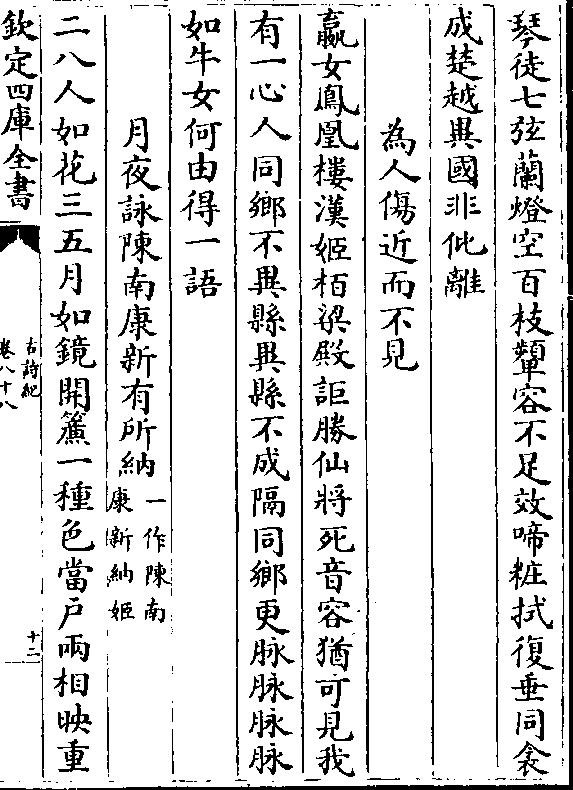 琴徒七弦蘭燈空百枝顰容不足效啼粧拭復垂同衾
成楚越異國非仳離
為人傷近而不見
嬴女鳳凰樓漢姬栢梁殿詎勝仙將死音容猶可見我
有一心人同鄉不異縣異縣不成隔同鄉更脉脉脉脉
如牛女何由得一語
月夜詠陳南康新有所納
一作陳南
康新納姬
二八人如花三五月如鏡開簾一種色當戶兩相映重
欽定四庫全書
古詩紀
卷八十八
十二